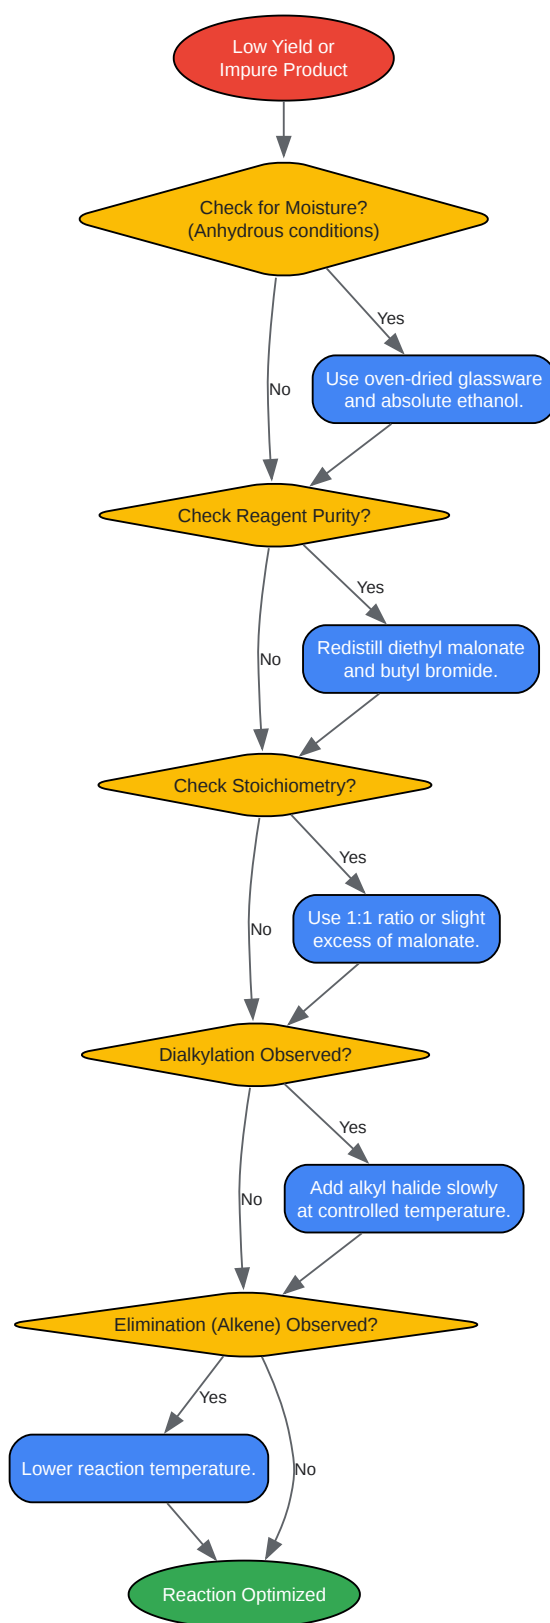 Low Yield or
Impure Product
Check for Moisture?
(Anhydrous conditions)
Yes
Use oven-dried glassware
and absolute ethanol.
No
Check Reagent Purity?
Yes
Redistill diethyl malonate
and butyl bromide.
No
Check Stoichiometry?
Yes
Use 1:1 ratio or slight
excess of malonate.
No
Dialkylation Observed?
Yes
Add alkyl halide slowly
at controlled temperature.
No
Elimination (Alkene) Observed?
Yes
Lower reaction temperature.
No
Reaction Optimized